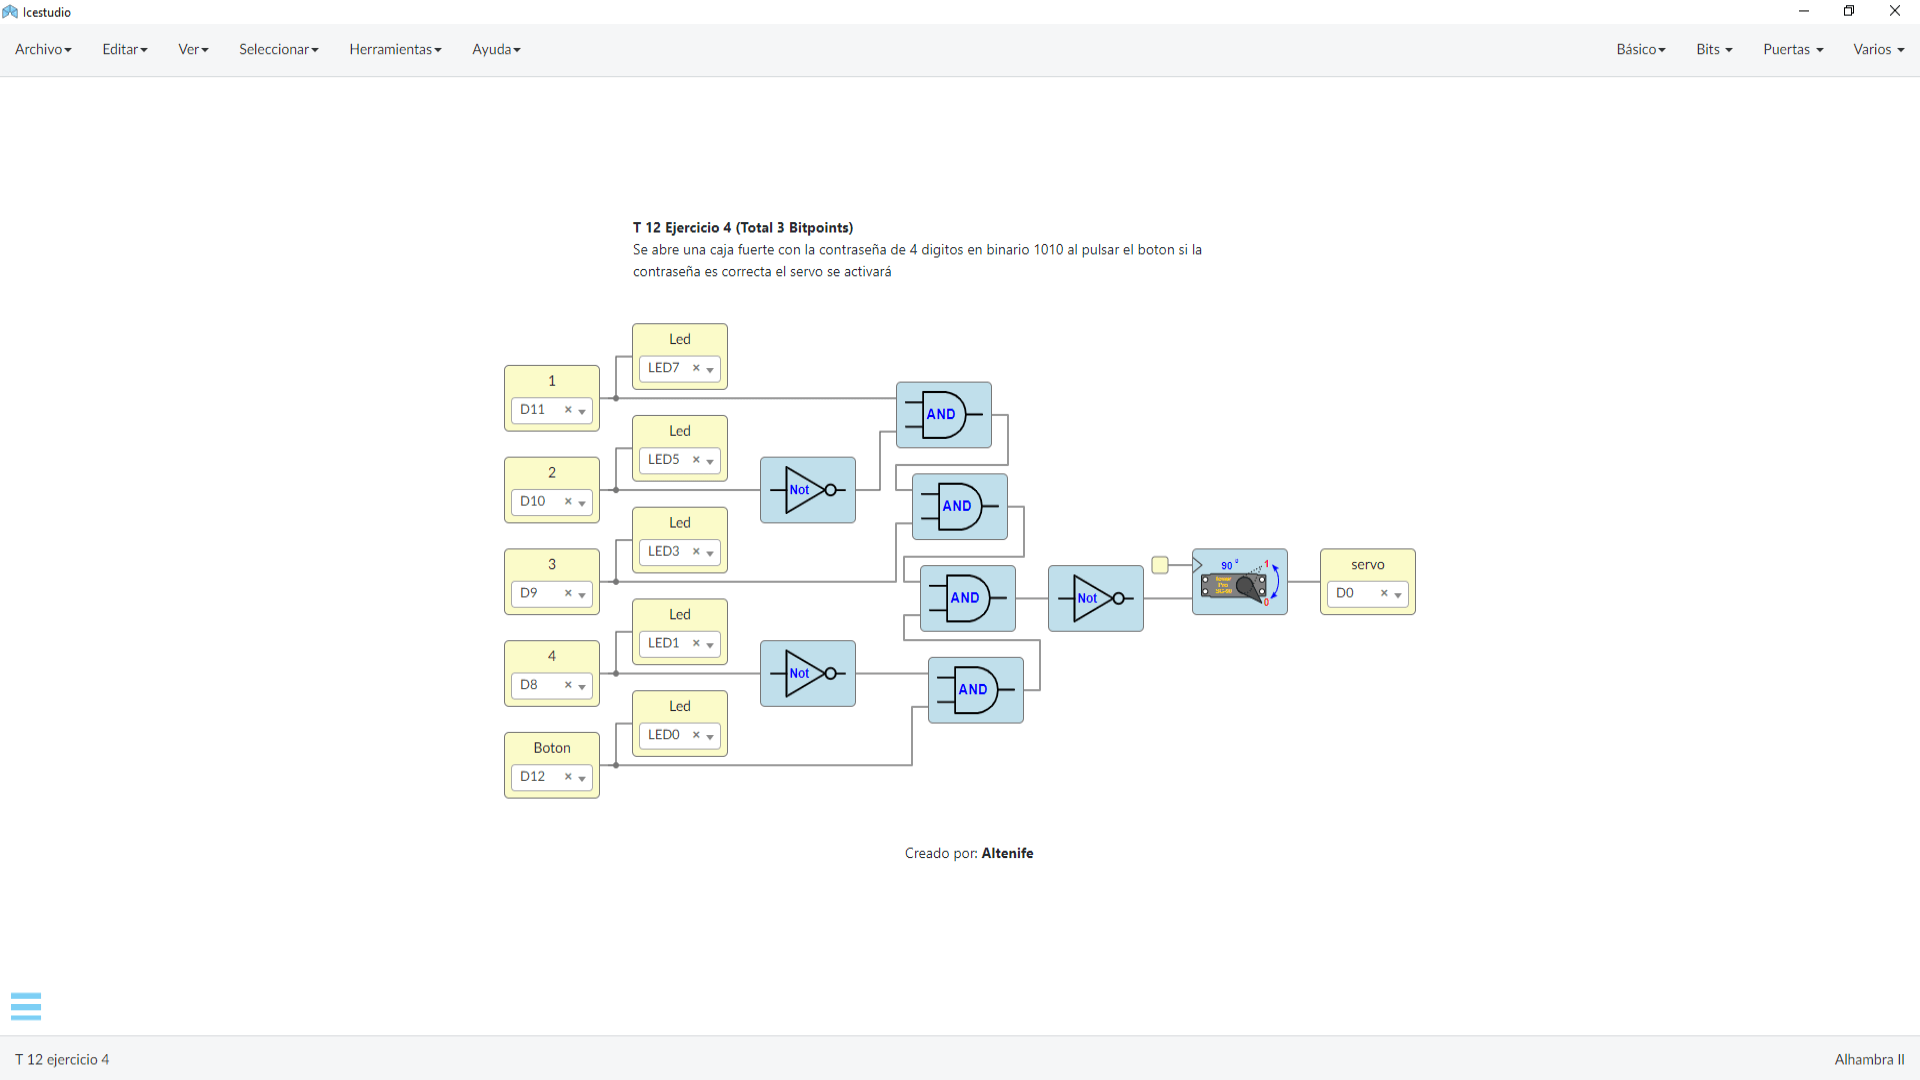 Icestudio
Archivo Editar Ver Seleccionar Herramientas Ayuda Básico Bits Puertas Varios
T 12 Ejercicio 4 (Total 3 Bitpoints)
Se abre una caja fuerte con la contraseña de 4 digitos en binario 1010 al pulsar el boton si la
contraseña es correcta el servo se activará
Led
LED7
1
D11
AND
Led
LED5
2
D10
Not
AND
Led
LED3
3
D9
AND
Not
90 º
1
0
servo
D0
Led
LED1
4
D8
Not
AND
Led
LED0
Boton
D12
Creado por: Altenife
T 12 ejercicio 4
Alhambra II